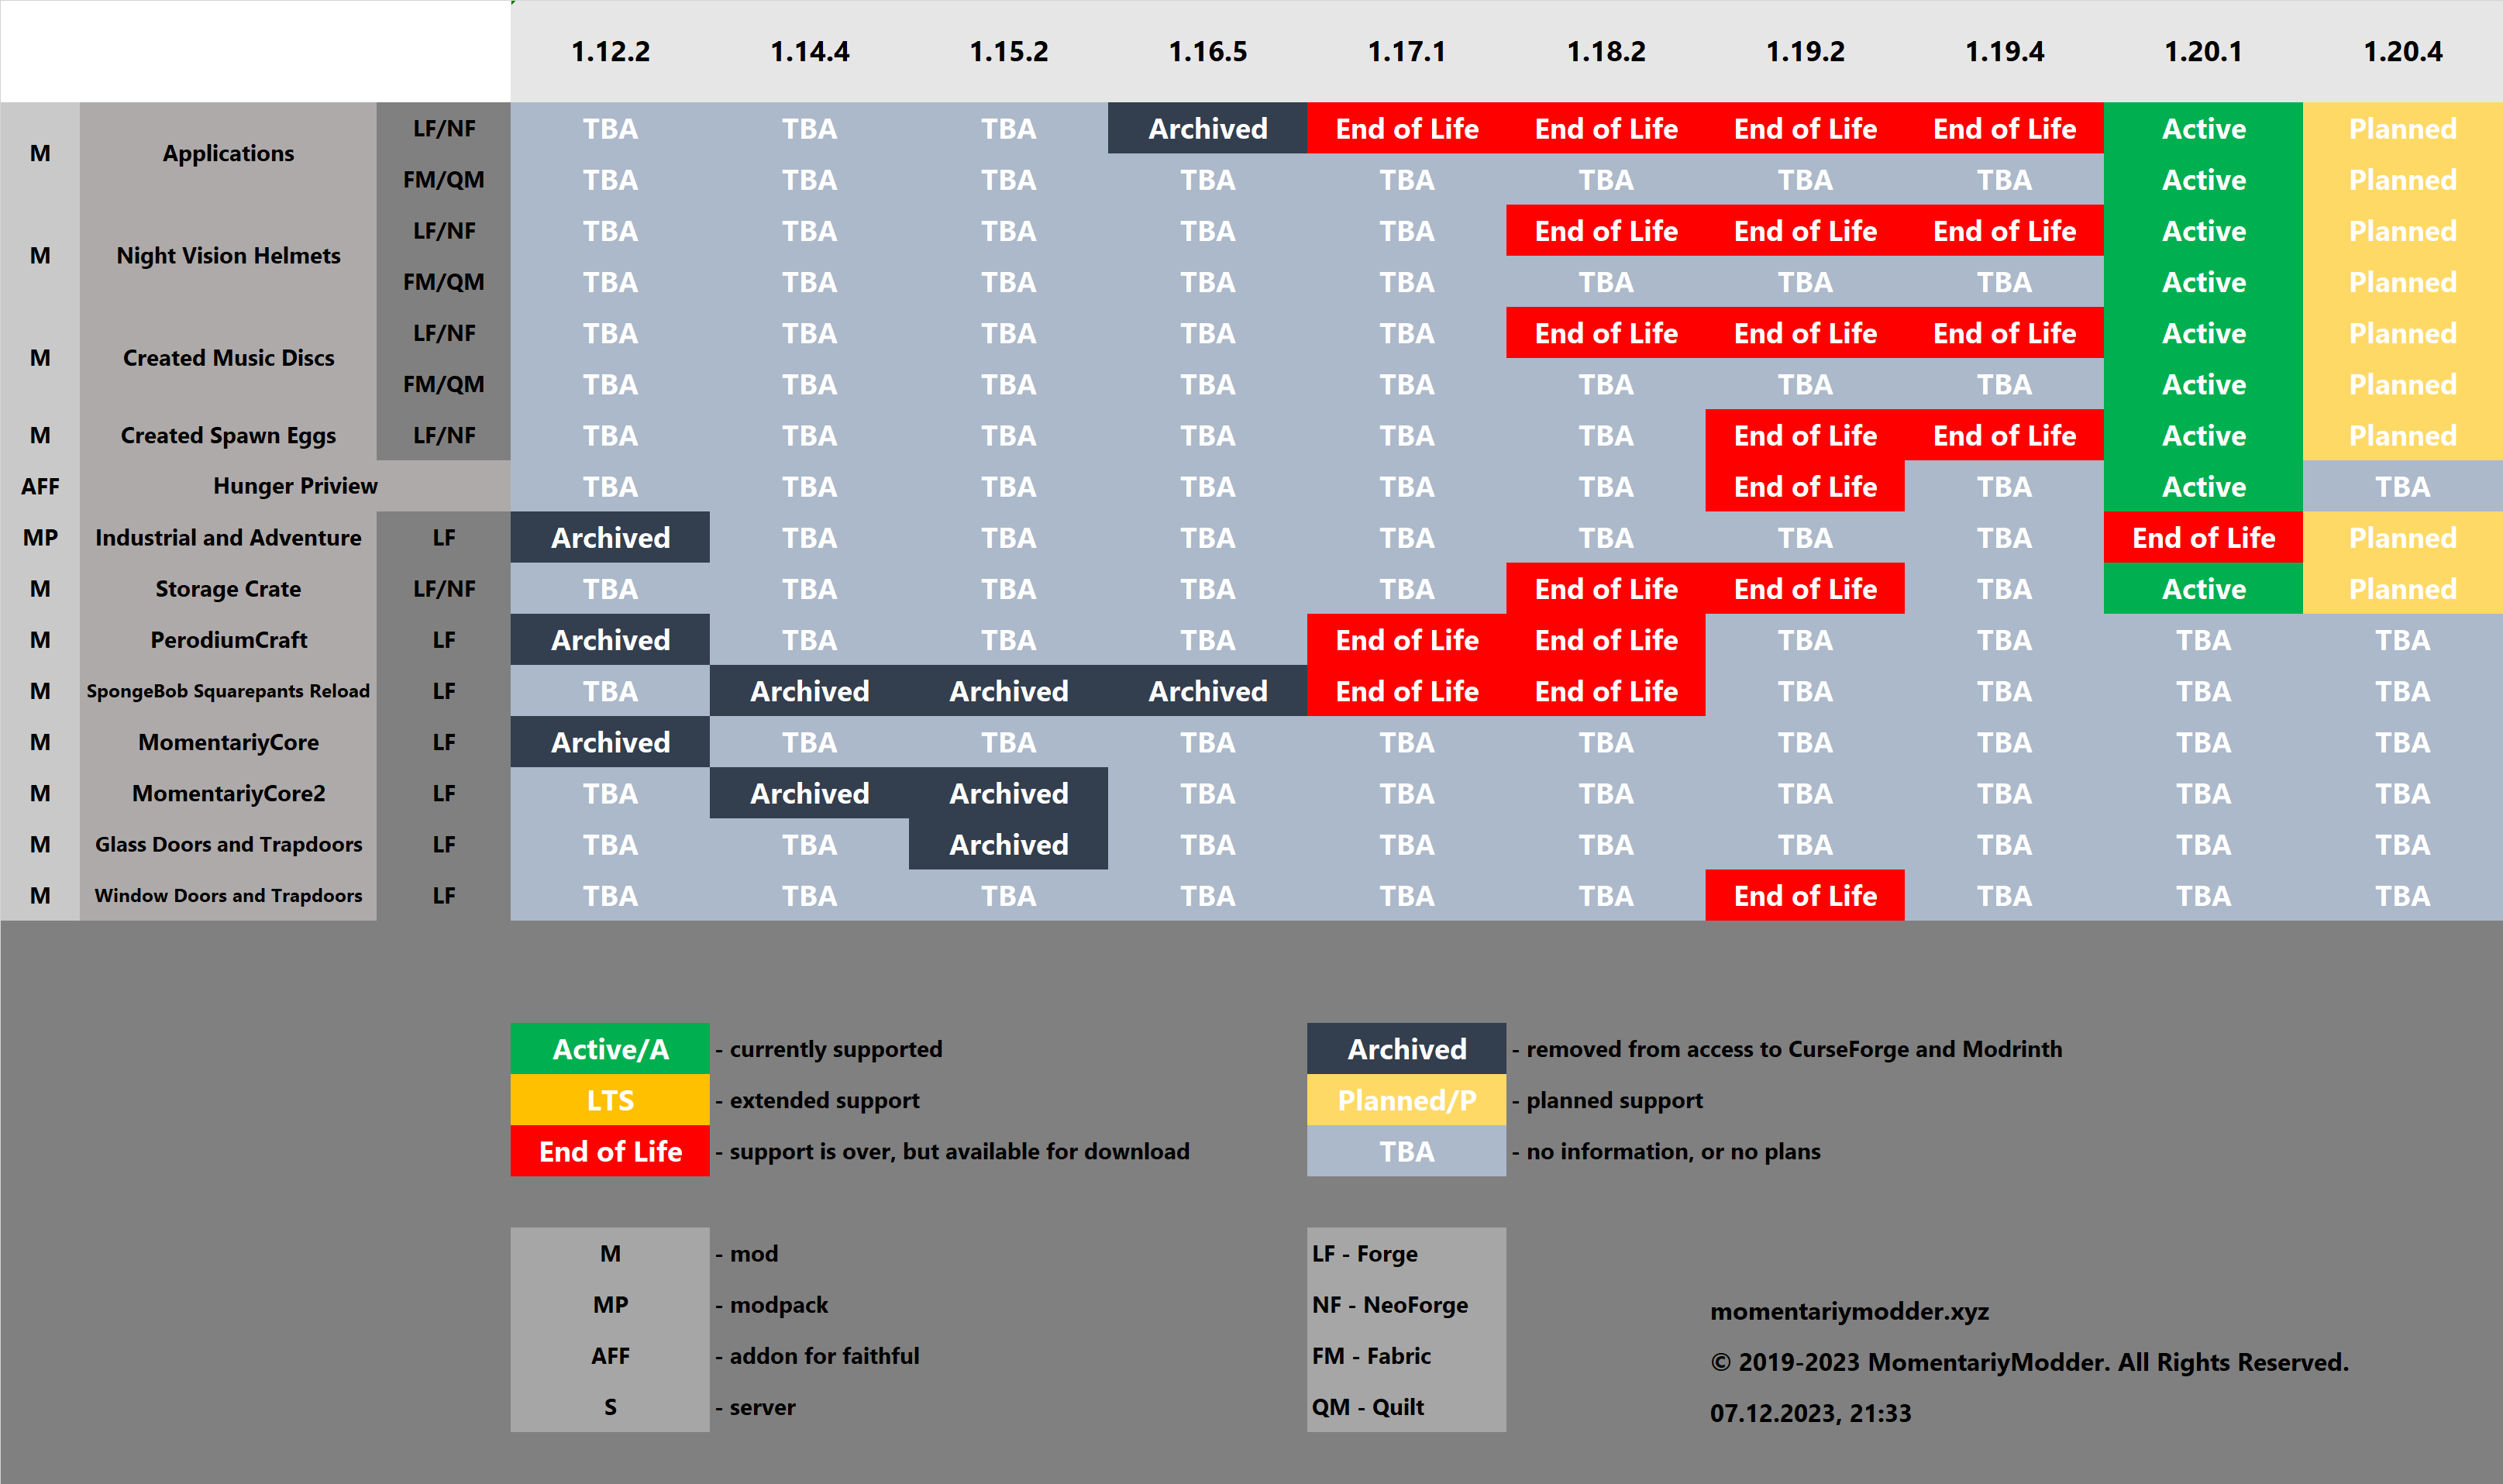 1.12.2 1.14.4 1.15.2 1.16.5 1.17.1 1.18.2 1.19.2 1.19.4 1.20.1 1.20.4
M Applications LF/NF TBA TBA TBA Archived End of Life End of Life End of Life End of Life Active Planned
FM/QM TBA TBA TBA TBA TBA TBA TBA TBA Active Planned
M Night Vision Helmets LF/NF TBA TBA TBA TBA TBA End of Life End of Life End of Life Active Planned
FM/QM TBA TBA TBA TBA TBA TBA TBA TBA Active Planned
M Created Music Discs LF/NF TBA TBA TBA TBA TBA End of Life End of Life End of Life Active Planned
FM/QM TBA TBA TBA TBA TBA TBA TBA TBA Active Planned
M Created Spawn Eggs LF/NF TBA TBA TBA TBA TBA TBA End of Life End of Life Active Planned
AFF Hunger Priview TBA TBA TBA TBA TBA TBA End of Life TBA Active TBA
MP Industrial and Adventure LF Archived TBA TBA TBA TBA TBA TBA TBA End of Life Planned
M Storage Crate LF/NF TBA TBA TBA TBA TBA End of Life End of Life TBA Active Planned
M PerodiumCraft LF Archived TBA TBA TBA End of Life End of Life TBA TBA TBA TBA
M SpongeBob Squarepants Reload LF TBA Archived Archived Archived End of Life End of Life TBA TBA TBA TBA
M MomentariyCore LF Archived TBA TBA TBA TBA TBA TBA TBA TBA TBA
M MomentariyCore2 LF TBA Archived Archived TBA TBA TBA TBA TBA TBA TBA
M Glass Doors and Trapdoors LF TBA TBA Archived TBA TBA TBA TBA TBA TBA TBA
M Window Doors and Trapdoors LF TBA TBA TBA TBA TBA TBA End of Life TBA TBA TBA
Active/A - currently supported
LTS - extended support
End of Life - support is over, but available for download
Archived - removed from access to CurseForge and Modrinth
Planned/P - planned support
TBA - no information, or no plans
M - mod
MP - modpack
AFF - addon for faithful
S - server
LF - Forge
NF - NeoForge
FM - Fabric
QM - Quilt
momentariymodder.xyz
© 2019-2023 MomentariyModder. All Rights Reserved.
07.12.2023, 21:33